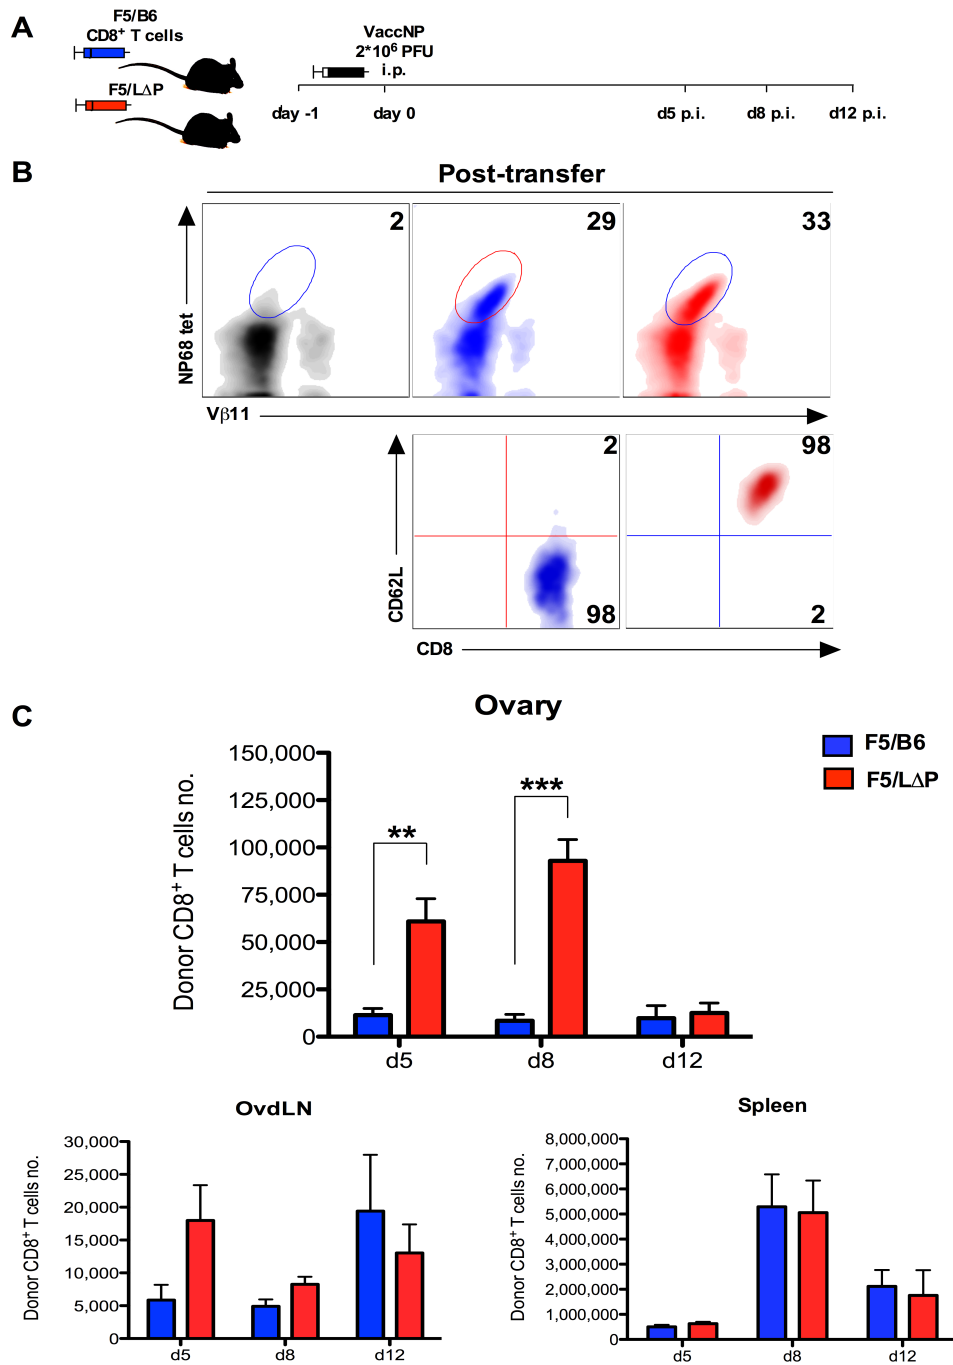 A
F5/B6
CD8⁺ T cells
F5/LΔP
VaccNP
2*10⁶ PFU
i.p.
day -1
day 0
d5 p.i.
d8 p.i.
d12 p.i.
B
Post-transfer
NP68 tet
2
29
33
Vβ11
CD62L
2
98
98
2
CD8
C
Ovary
F5/B6
F5/LΔP
Donor CD8⁺ T cells no.
150,000
125,000
100,000
75,000
50,000
25,000
0
**
***
d5
d8
d12
OvdLN
Donor CD8⁺ T cells no.
30,000
25,000
20,000
15,000
10,000
5,000
0
d5
d8
d12
Spleen
Donor CD8⁺ T cells no.
8,000,000
7,000,000
6,000,000
5,000,000
4,000,000
3,000,000
2,000,000
1,000,000
0
d5
d8
d12